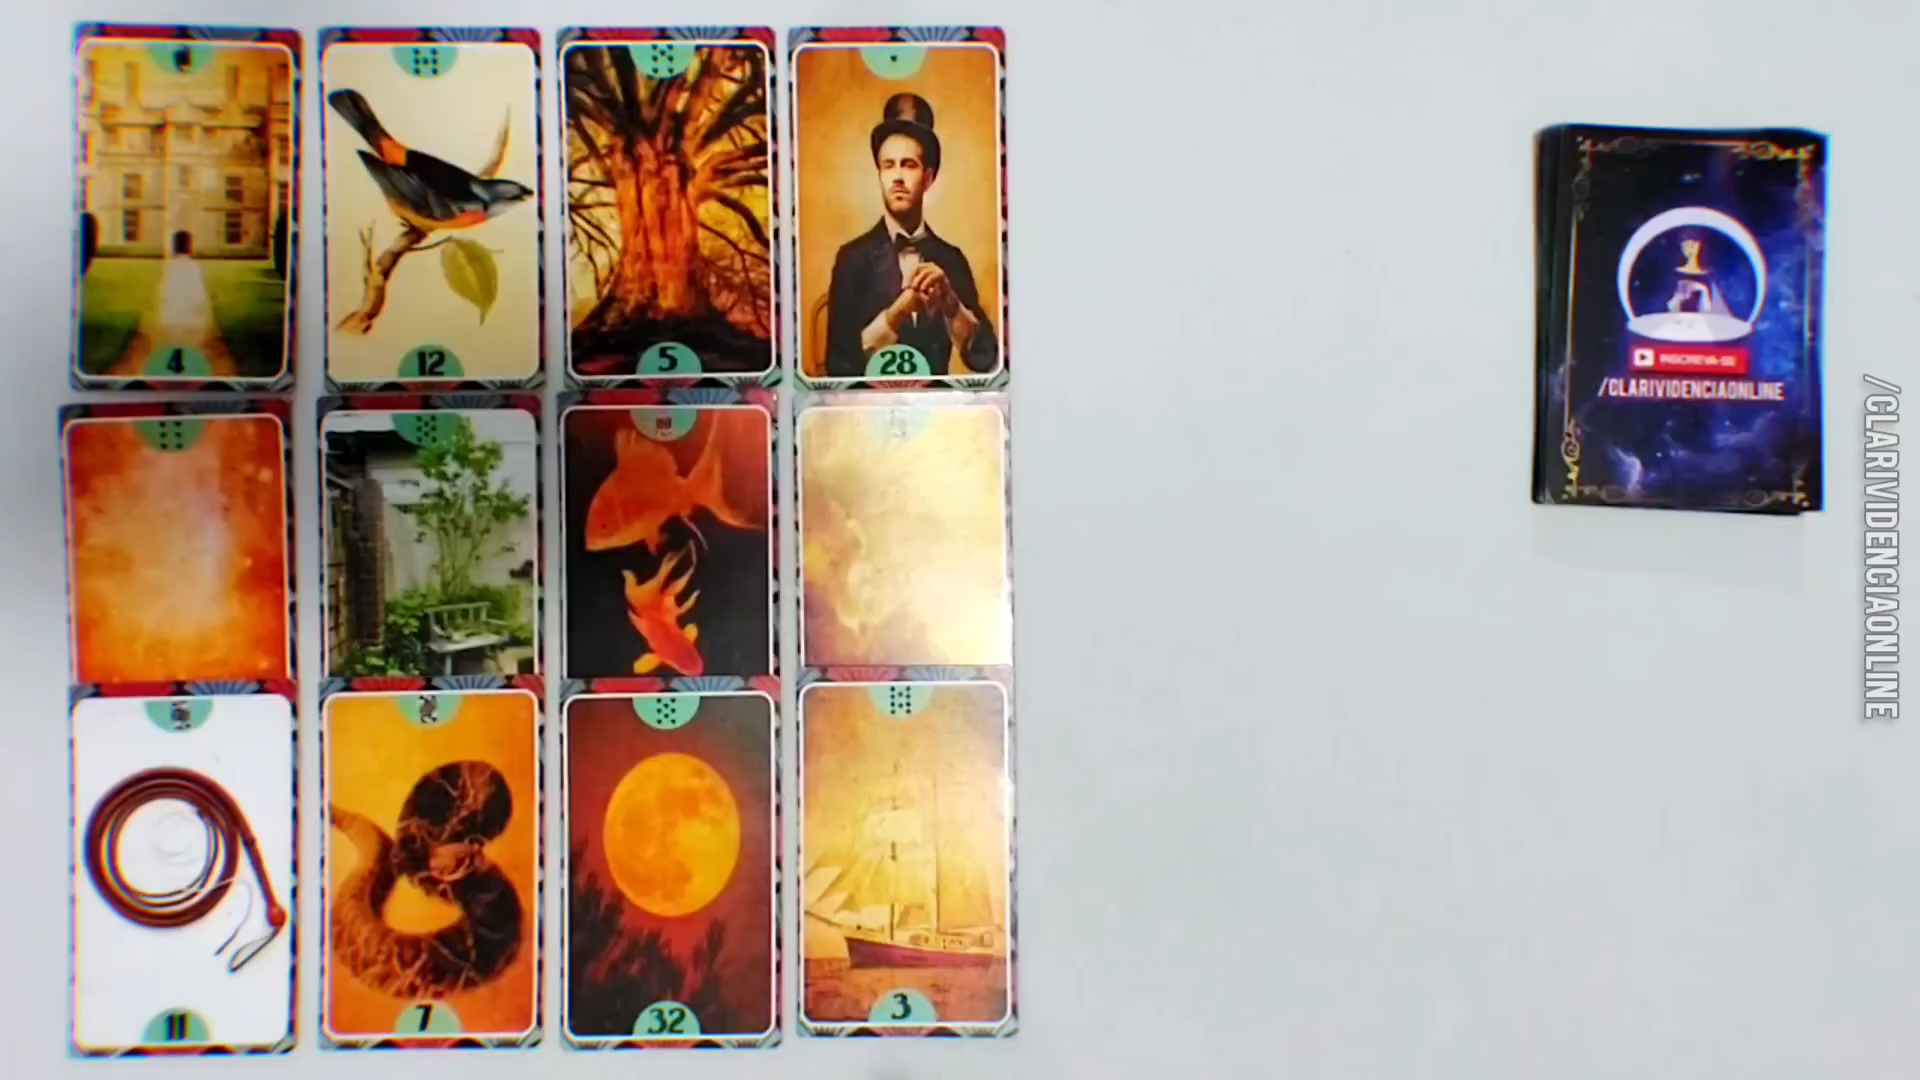 4
12
5
28
11
7
32
3
INSCREVA-SE
/CLARIVIDENCIAONLINE
/CLARIVIDENCIAONLINE